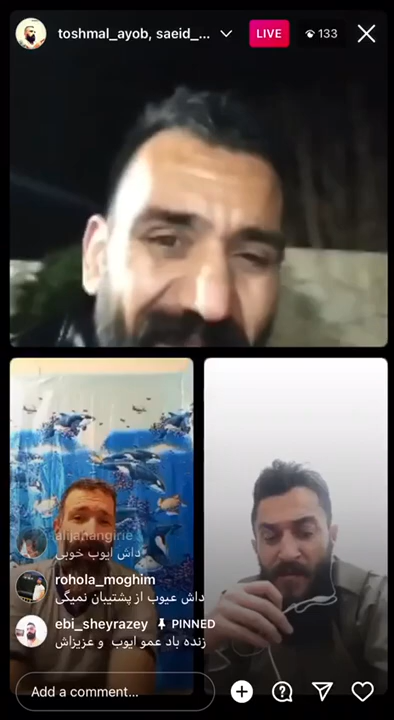 toshmal_ayob, saeid_...
LIVE
133
alijahangirie
داش ایوب خوبی
rohola_moghim
داش عیوب از پشتیبان نمیگی
ebi_sheyrazey PINNED
زنده باد عمو ایوب و عزیزاش
Add a comment...